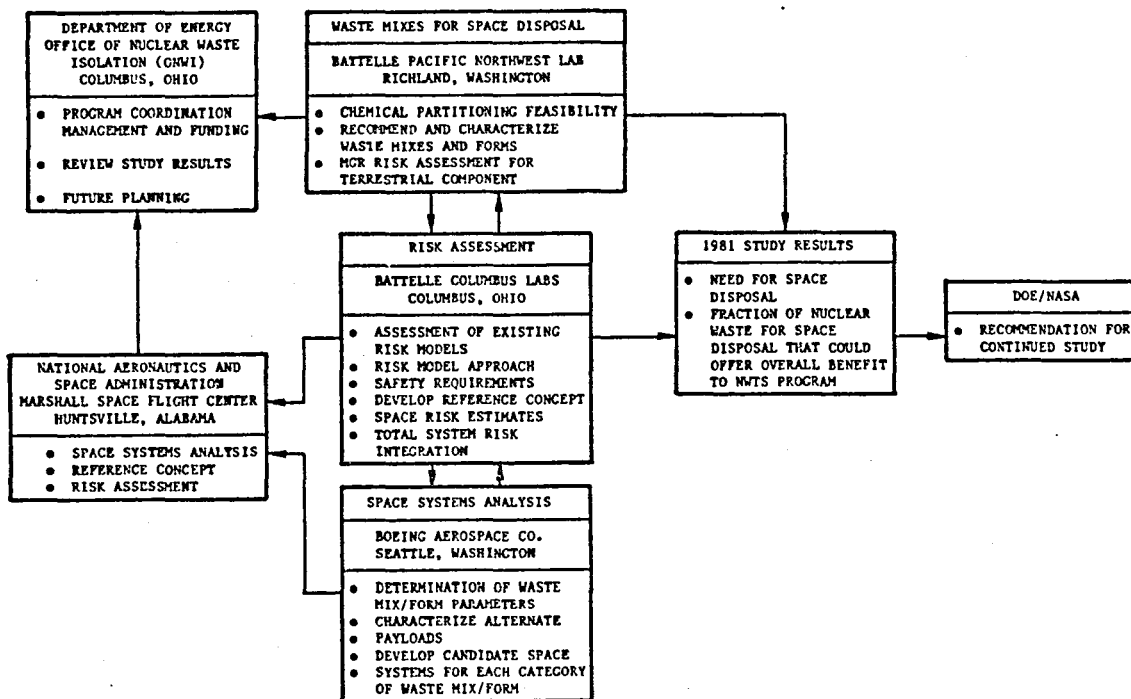 DEPARTMENT OF ENERGY
OFFICE OF NUCLEAR WASTE
ISOLATION (ONWI)
COLUMBUS, OHIO
● PROGRAM COORDINATION
MANAGEMENT AND FUNDING
● REVIEW STUDY RESULTS
● FUTURE PLANNING
WASTE MIXES FOR SPACE DISPOSAL
BATTELLE PACIFIC NORTHWEST LAB
RICHLAND, WASHINGTON
● CHEMICAL PARTITIONING FEASIBILITY
● RECOMMEND AND CHARACTERIZE
WASTE MIXES AND FORMS
● MGR RISK ASSESSMENT FOR
TERRESTRIAL COMPONENT
RISK ASSESSMENT
BATTELLE COLUMBUS LABS
COLUMBUS, OHIO
● ASSESSMENT OF EXISTING
RISK MODELS
● RISK MODEL APPROACH
● SAFETY REQUIREMENTS
● DEVELOP REFERENCE CONCEPT
● SPACE RISK ESTIMATES
● TOTAL SYSTEM RISK
INTEGRATION
1981 STUDY RESULTS
● NEED FOR SPACE
DISPOSAL
● FRACTION OF NUCLEAR
WASTE FOR SPACE
DISPOSAL THAT COULD
OFFER OVERALL BENEFIT
TO NWTS PROGRAM
DOE/NASA
● RECOMMENDATION FOR
CONTINUED STUDY
NATIONAL AERONAUTICS AND
SPACE ADMINISTRATION
MARSHALL SPACE FLIGHT CENTER
HUNTSVILLE, ALABAMA
● SPACE SYSTEMS ANALYSIS
● REFERENCE CONCEPT
● RISK ASSESSMENT
SPACE SYSTEMS ANALYSIS
BOEING AEROSPACE CO.
SEATTLE, WASHINGTON
● DETERMINATION OF WASTE
MIX/FORM PARAMETERS
● CHARACTERIZE ALTERNATE
● PAYLOADS
● DEVELOP CANDIDATE SPACE
● SYSTEMS FOR EACH CATEGORY
OF WASTE MIX/FORM